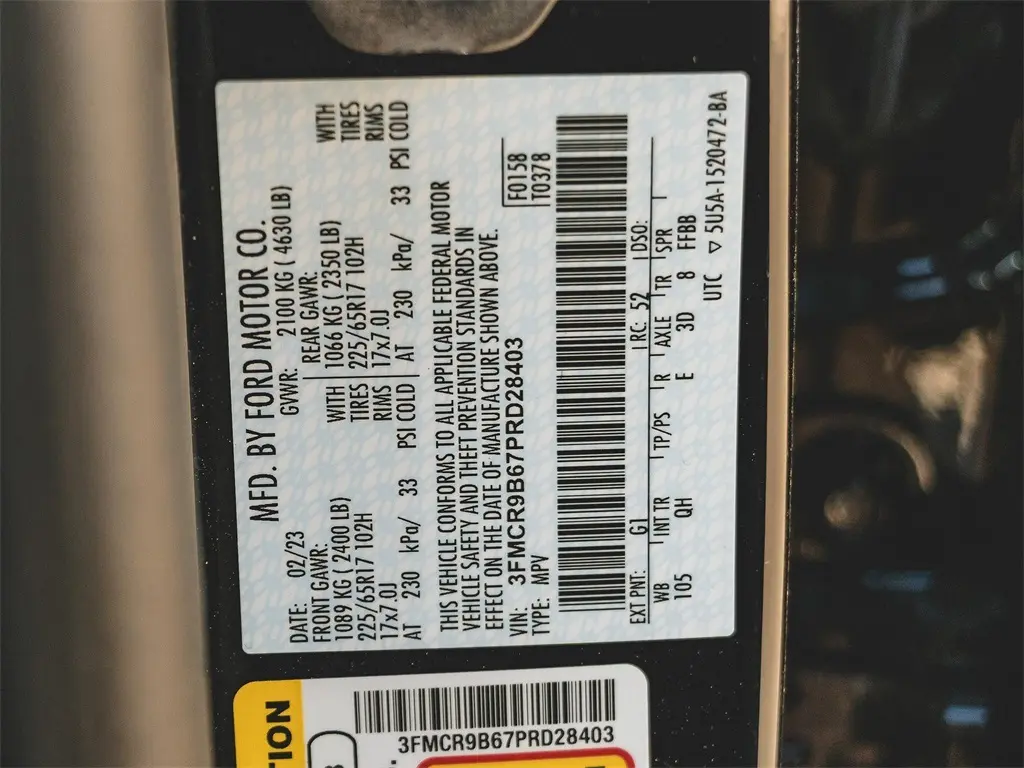 MFD. BY FORD MOTOR CO.
DATE: 02/23 GVWR: 2100 KG ( 4630 LB)
FRONT GAWR: REAR GAWR:
1089 KG ( 2400 LB) WITH 1066 KG ( 2350 LB) WITH
225/65R17 102H TIRES 225/65R17 102H TIRES
17x7.0J RIMS 17x7.0J RIMS
AT 230 kPa/ 33 PSI COLD AT 230 kPa/ 33 PSI COLD
THIS VEHICLE CONFORMS TO ALL APPLICABLE FEDERAL MOTOR
VEHICLE SAFETY AND THEFT PREVENTION STANDARDS IN
EFFECT ON THE DATE OF MANUFACTURE SHOWN ABOVE.
VIN: 3FMCR9B67PRD28403 F0158
TYPE: MPV T0378
EXT PNT: G1 RC: 52 DSO:
WB INT TR TP/PS R AXLE TR SPR
105 QH E 3D 8 FFBB
UTC ▽ 5U5A-1520472-BA
TION
3FMCR9B67PRD28403